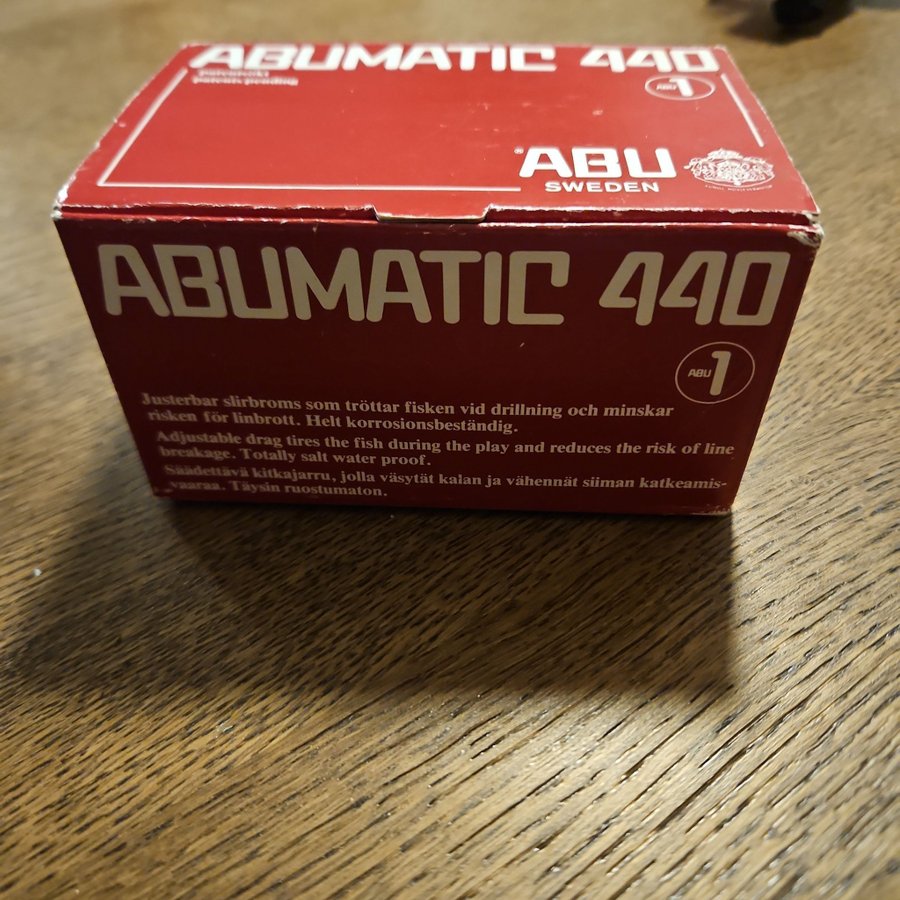 ABUMATIC 440
patentsökt
patents pending
ABU 1
® ABU
SWEDEN
ABUMATIC 440
ABU 1
Justerbar slirbroms som tröttar fisken vid drillning och minskar
risken för linbrott. Helt korrosionsbeständig.
Adjustable drag tires the fish during the play and reduces the risk of line
breakage. Totally salt water proof.
Säädettävä kitkajarru, jolla väsytät kalan ja vähennät siiman katkeamis-
vaaraa. Täysin ruostumaton.